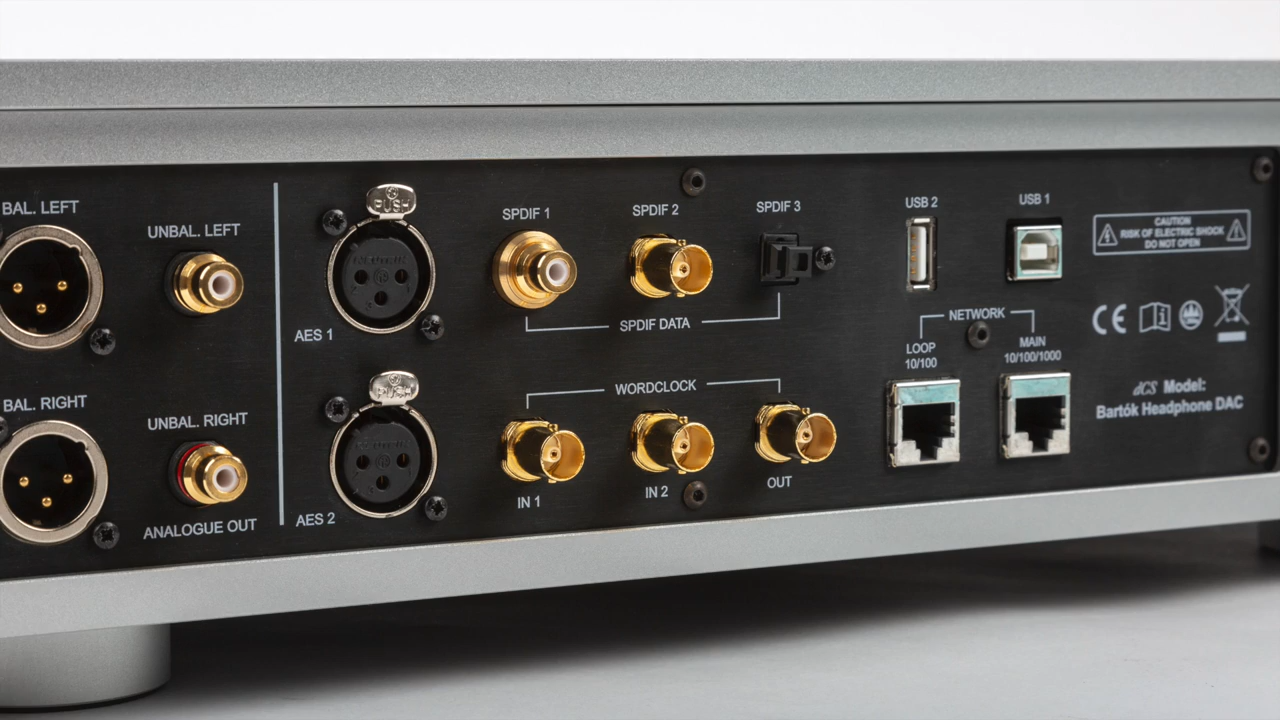 BAL. LEFT
UNBAL. LEFT
BAL. RIGHT
UNBAL. RIGHT
ANALOGUE OUT
PUSH
NEUTRIK
AES 1
PUSH
NEUTRIK
AES 2
SPDIF 1
SPDIF 2
SPDIF 3
SPDIF DATA
WORDCLOCK
IN 1
IN 2
OUT
USB 2
USB 1
NETWORK
LOOP
10/100
MAIN
10/100/1000
CAUTION
RISK OF ELECTRIC SHOCK
DO NOT OPEN
CE
dCS Model:
Bartók Headphone DAC